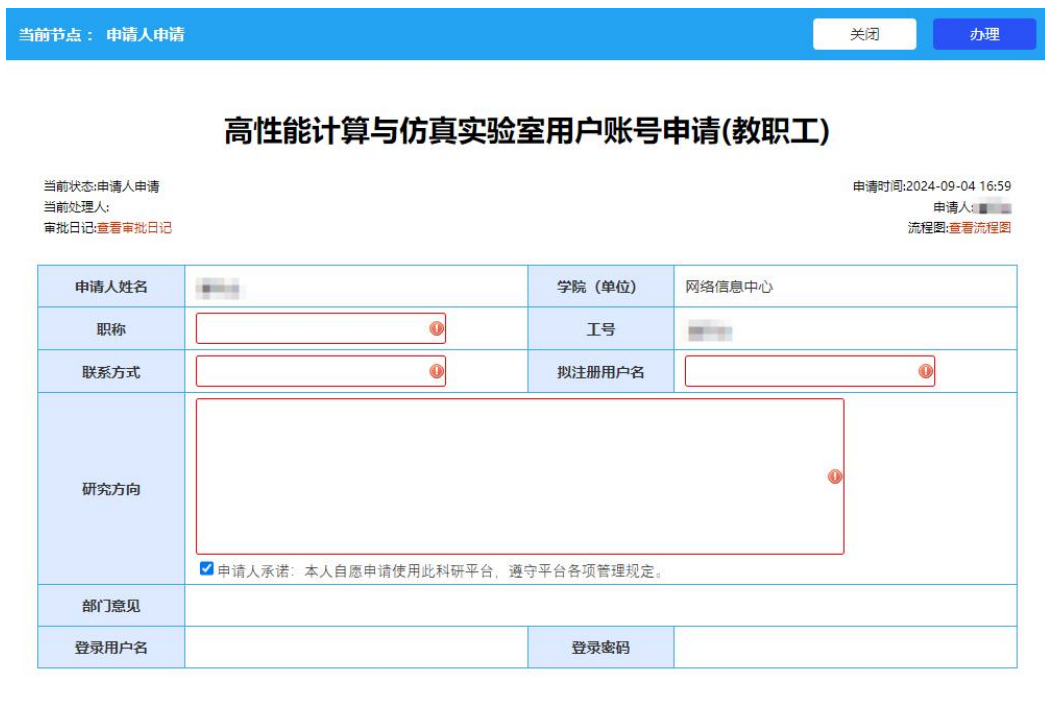 当前节点： 申请人申请
关闭
办理
高性能计算与仿真实验室用户账号申请(教职工)
当前状态:申请人申请
申请时间:2024-09-04 16:59
当前处理人:
申请人:
审批日记:查看审批日记
流程图:查看流程图
申请人姓名
学院（单位）
网络信息中心
职称
工号
联系方式
拟注册用户名
研究方向
申请人承诺：本人自愿申请使用此科研平台，遵守平台各项管理规定。
部门意见
登录用户名
登录密码